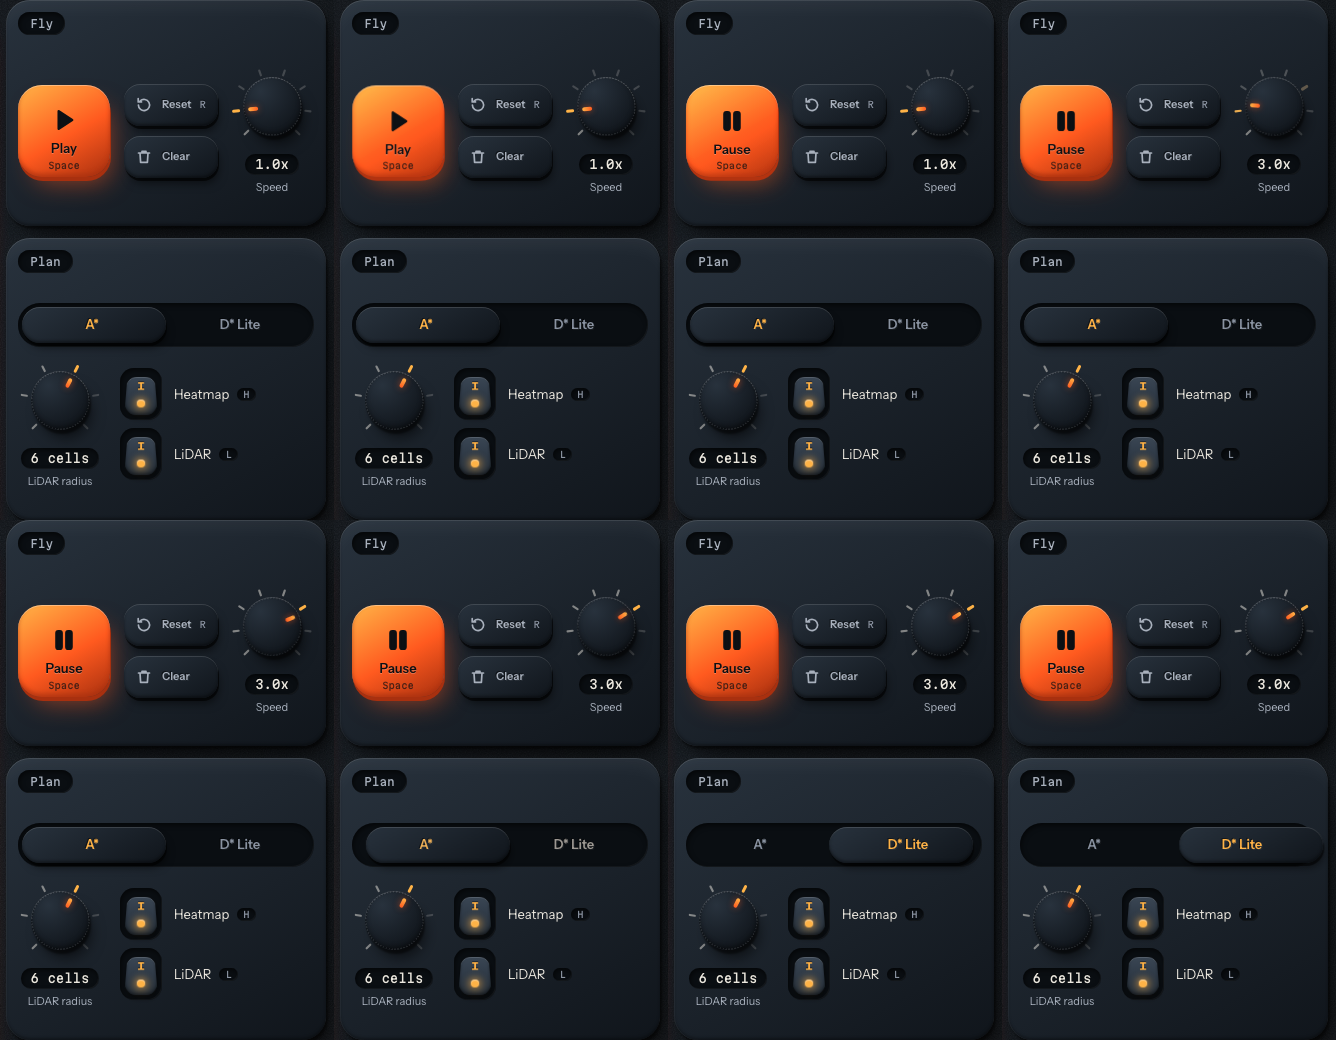 Fly Fly Fly Fly
Play Space Reset R Clear 1.0x Speed
Play Space Reset R Clear 1.0x Speed
Pause Space Reset R Clear 1.0x Speed
Pause Space Reset R Clear 3.0x Speed
Plan Plan Plan Plan
A* D* Lite A* D* Lite A* D* Lite A* D* Lite
Heatmap H Heatmap H Heatmap H Heatmap H
6 cells LiDAR L 6 cells LiDAR L 6 cells LiDAR L 6 cells LiDAR L
LiDAR radius LiDAR radius LiDAR radius LiDAR radius
Fly Fly Fly Fly
Pause Space Reset R Clear 3.0x Speed
Pause Space Reset R Clear 3.0x Speed
Pause Space Reset R Clear 3.0x Speed
Pause Space Reset R Clear 3.0x Speed
Plan Plan Plan Plan
A* D* Lite A* D* Lite A* D* Lite A* D* Lite
Heatmap H Heatmap H Heatmap H Heatmap H
6 cells LiDAR L 6 cells LiDAR L 6 cells LiDAR L 6 cells LiDAR L
LiDAR radius LiDAR radius LiDAR radius LiDAR radius